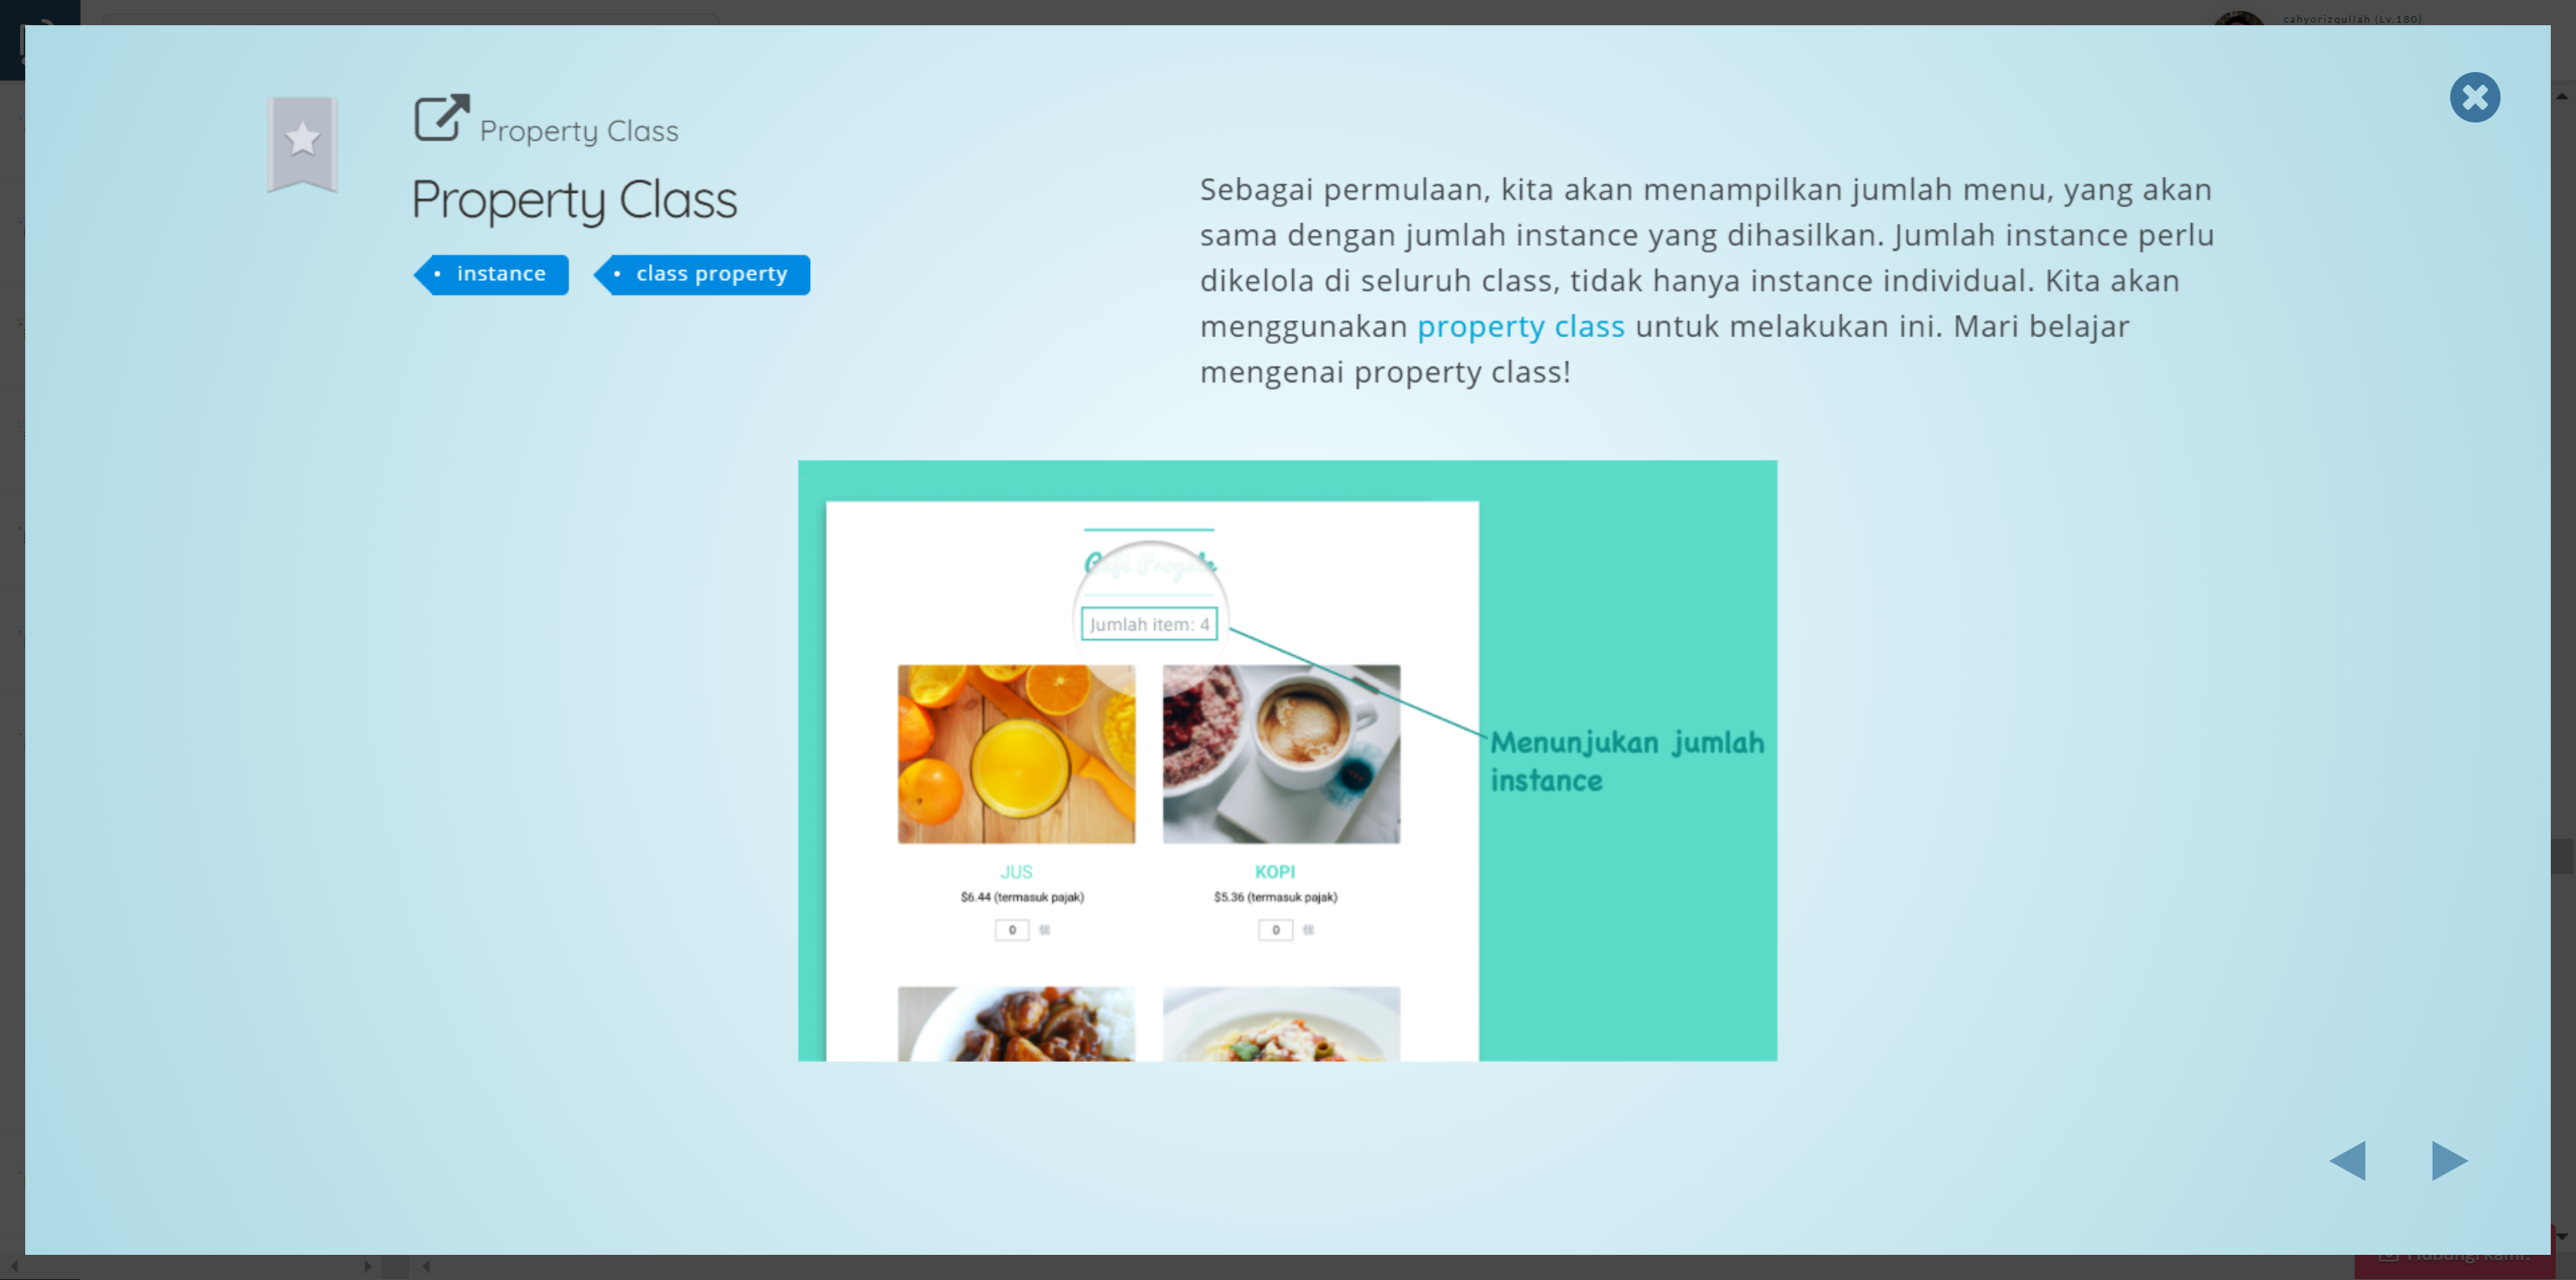 cahyorizqullah (Lv.180)
Property Class
Property Class
instance
class property
Sebagai permulaan, kita akan menampilkan jumlah menu, yang akan
sama dengan jumlah instance yang dihasilkan. Jumlah instance perlu
dikelola di seluruh class, tidak hanya instance individual. Kita akan
menggunakan property class untuk melakukan ini. Mari belajar
mengenai property class!
Café Progate
Jumlah item: 4
Menunjukan jumlah
instance
JUS
KOPI
$6.44 (termasuk pajak)
$5.36 (termasuk pajak)
0 個
0 個
Hubungi kami!